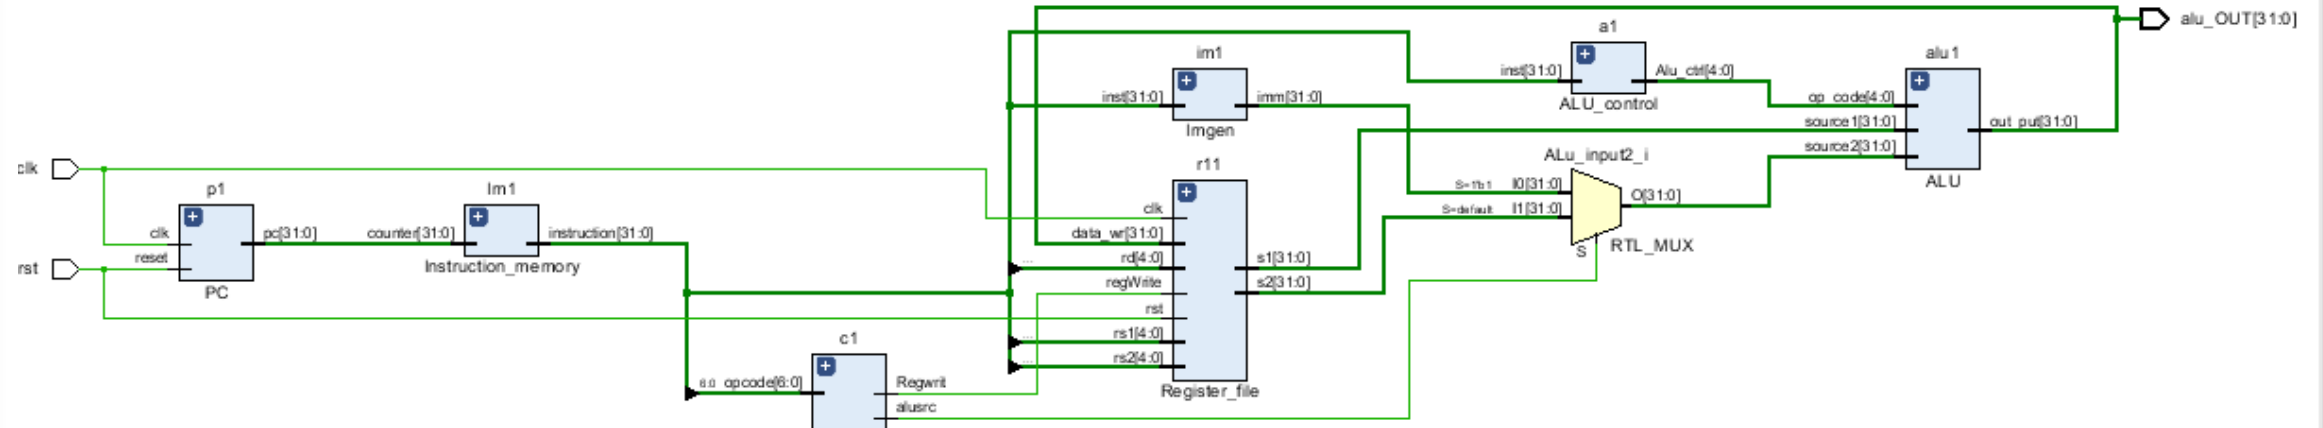 alu_OUT[31:0]
a1
inst[31:0]
Alu_ctrl[4:0]
ALU_control
alu1
op_code[4:0]
source1[31:0]
source2[31:0]
out_put[31:0]
ALU
im1
inst[31:0]
imm[31:0]
Imgen
clk
rst
p1
clk
reset
pc[31:0]
PC
Im1
counter[31:0]
instruction[31:0]
Instruction_memory
r11
clk
data_wr[31:0]
rd[4:0]
regWrite
rst
rs1[4:0]
rs2[4:0]
s1[31:0]
s2[31:0]
Register_file
ALu_input2_i
S=1'b1 I0[31:0]
S=default I1[31:0]
O[31:0]
S
RTL_MUX
c1
6:0 opcode[6:0]
Regwrit
alusrc